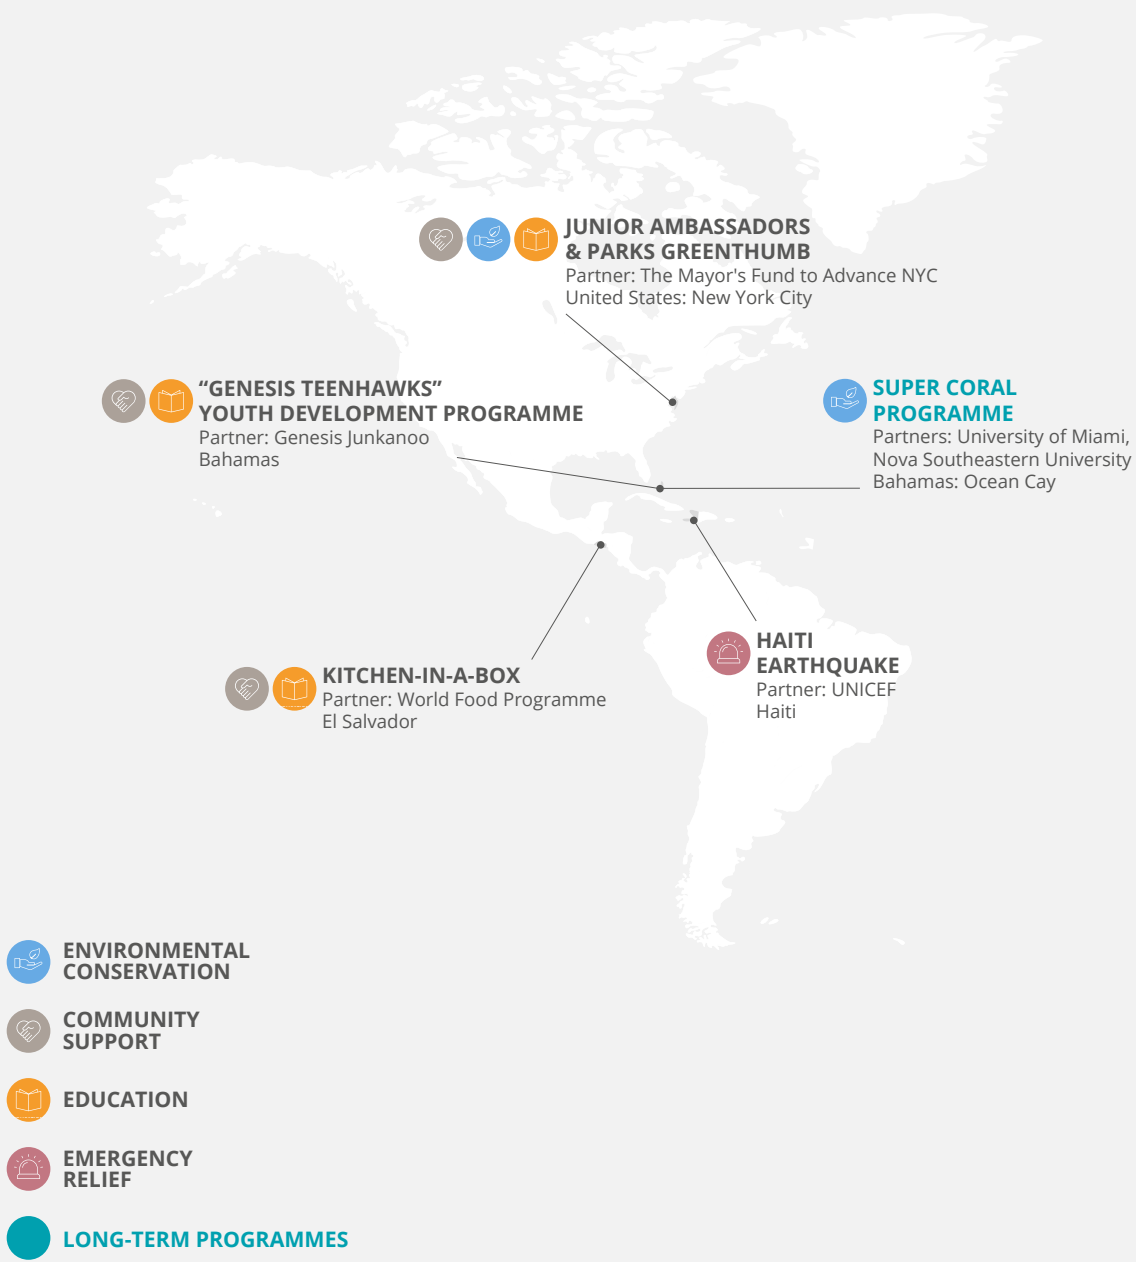 JUNIOR AMBASSADORS
& PARKS GREENTHUMB
Partner: The Mayor's Fund to Advance NYC
United States: New York City
“GENESIS TEENHAWKS”
YOUTH DEVELOPMENT PROGRAMME
Partner: Genesis Junkanoo
Bahamas
SUPER CORAL
PROGRAMME
Partners: University of Miami,
Nova Southeastern University
Bahamas: Ocean Cay
HAITI
EARTHQUAKE
Partner: UNICEF
Haiti
KITCHEN-IN-A-BOX
Partner: World Food Programme
El Salvador
ENVIRONMENTAL
CONSERVATION
COMMUNITY
SUPPORT
EDUCATION
EMERGENCY
RELIEF
LONG-TERM PROGRAMMES